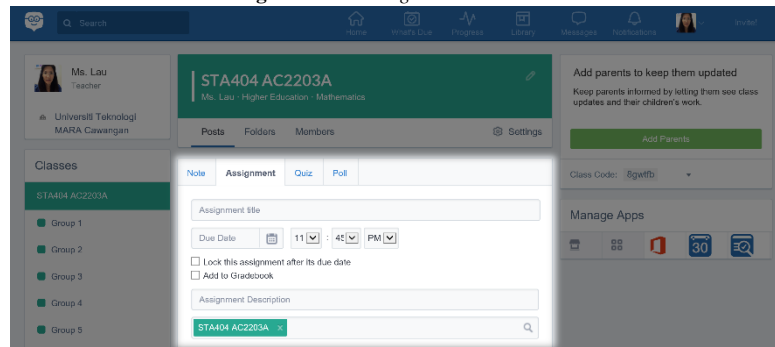 Search
Home
What's Due
Progress
Library
Messages
Notifications
Invite!
Ms. Lau
Teacher
Universiti Teknologi
MARA Cawangan
Classes
STA404 AC2203A
Group 1
Group 2
Group 3
Group 4
Group 5
STA404 AC2203A
Ms. Lau · Higher Education · Mathematics
Posts Folders Members Settings
Note Assignment Quiz Poll
Assignment title
Due Date 11 : 45 PM
Lock this assignment after its due date
Add to Gradebook
Assignment Description
STA404 AC2203A ×
Add parents to keep them updated
Keep parents informed by letting them see class
updates and their children's work.
Add Parents
Class Code: 8gwtfb
Manage Apps
30